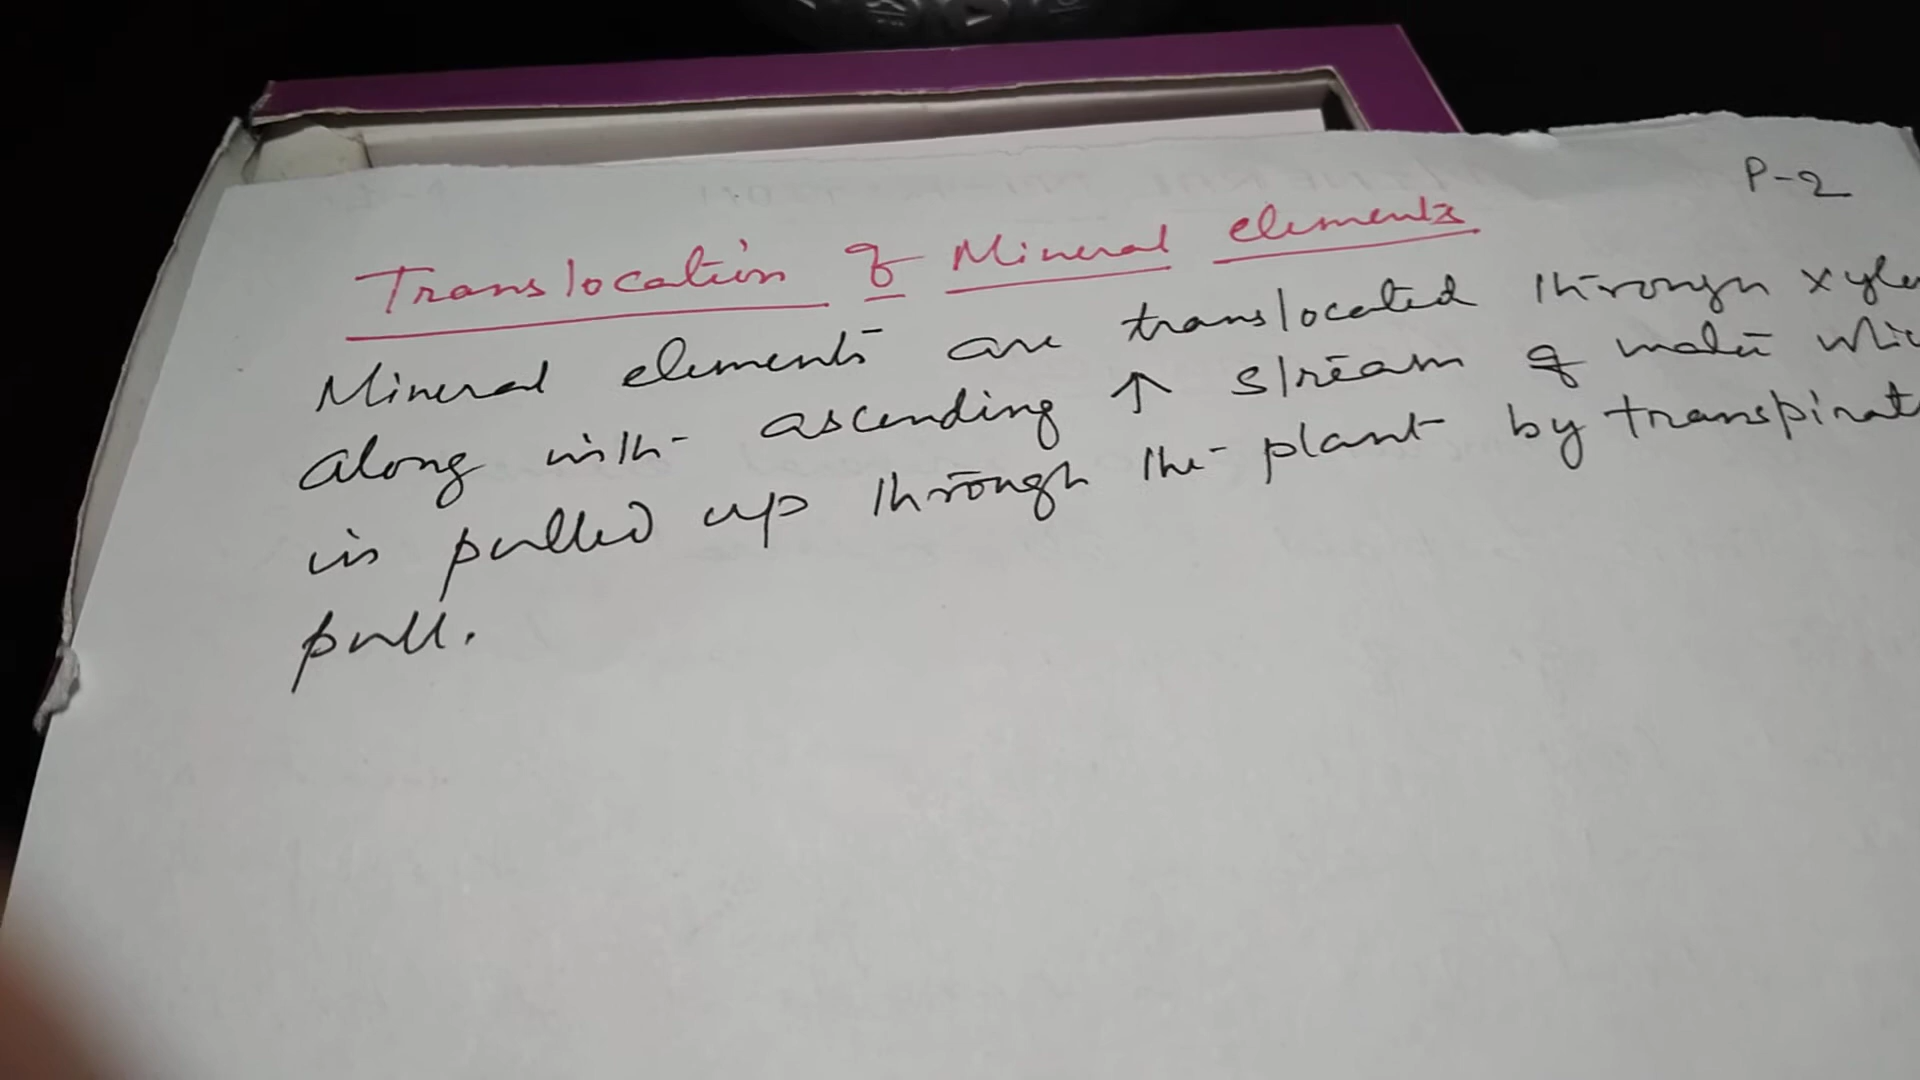 P-2
Translocation of Mineral elements
Mineral elements are translocated through xyle
along with ascending ↑ stream of water whic
is pulled up through the plant by transpirat
pull.